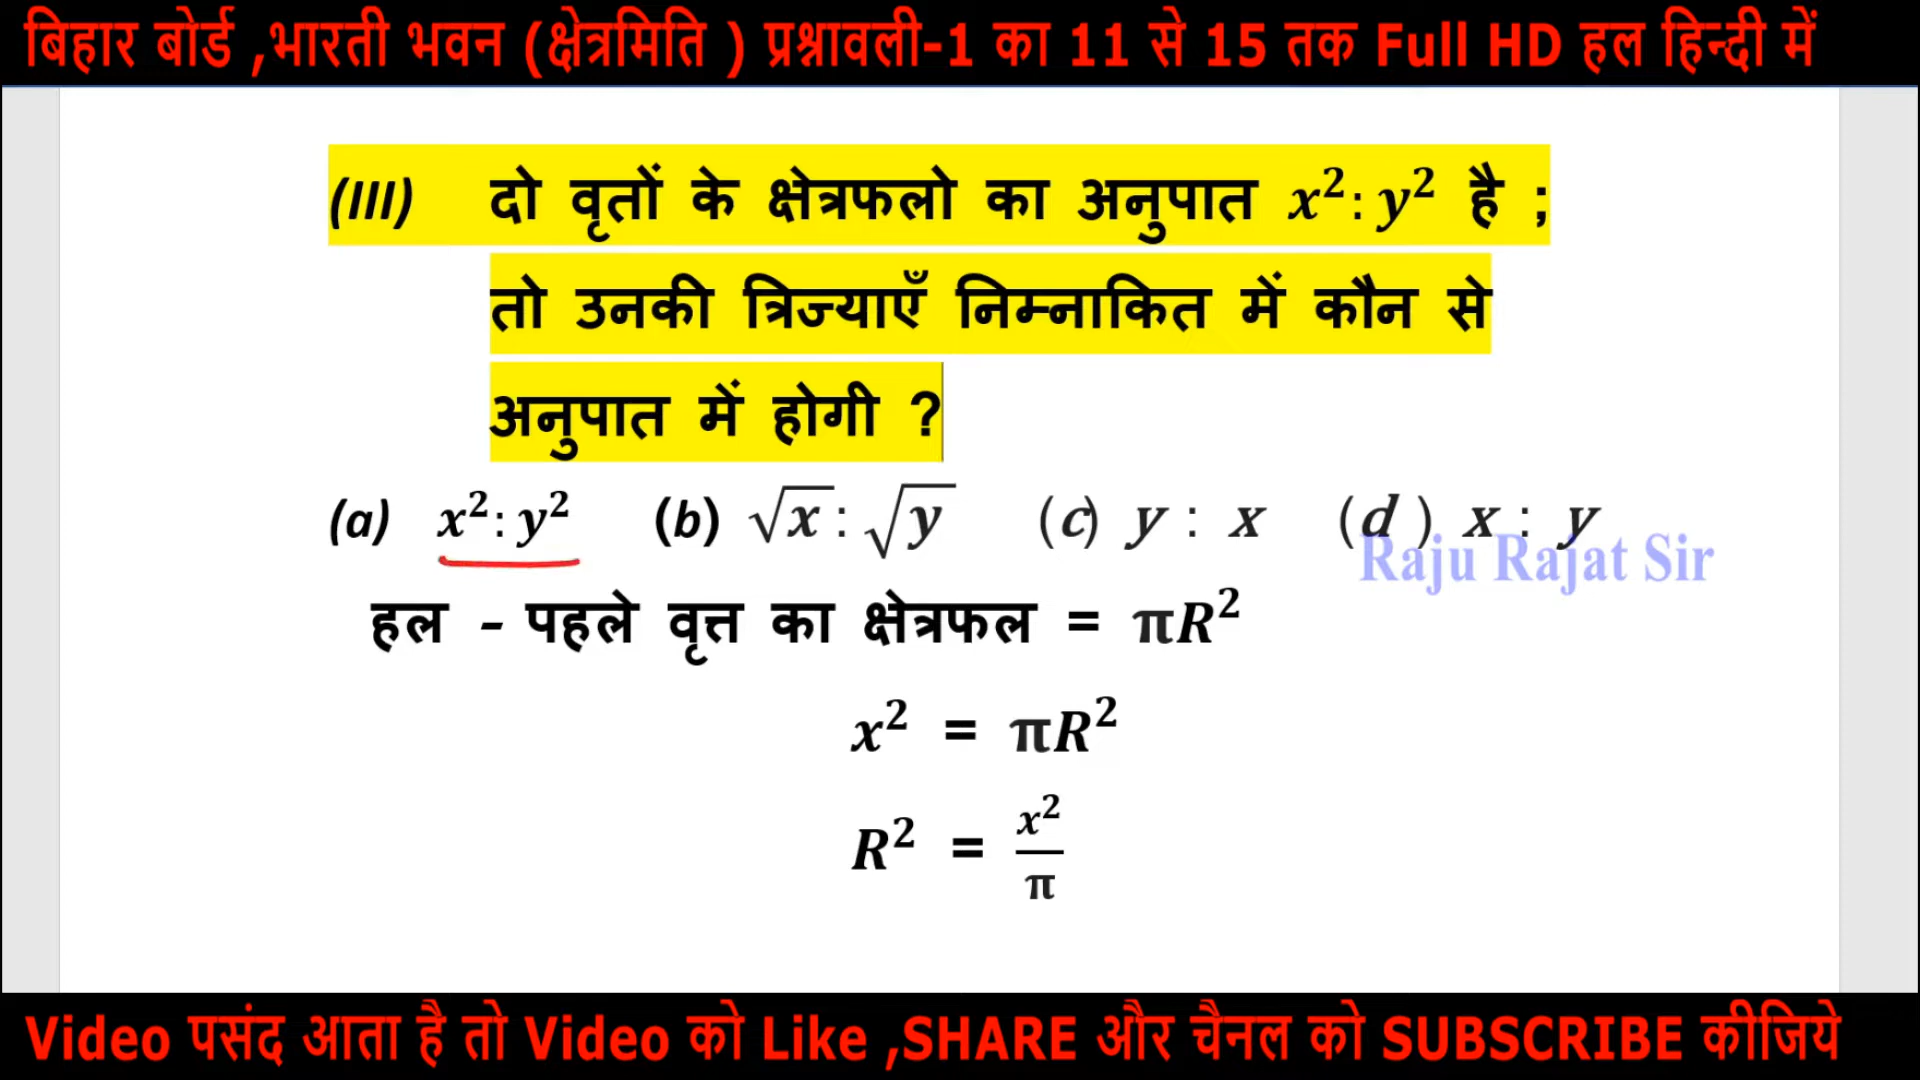 बिहार बोर्ड ,भारती भवन (क्षेत्रमिति ) प्रश्नावली-1 का 11 से 15 तक Full HD हल हिन्दी में
(III) दो वृतों के क्षेत्रफलो का अनुपात x²: y² है ;
तो उनकी त्रिज्याएँ निम्नाकित में कौन से
अनुपात में होगी ?
(a) x²: y² (b) √x : √y (c) y : x (d ) x : y
Raju Rajat Sir
हल - पहले वृत्त का क्षेत्रफल = πR²
x² = πR²
R² = x²/π
Video पसंद आता है तो Video को Like ,SHARE और चैनल को SUBSCRIBE कीजिये